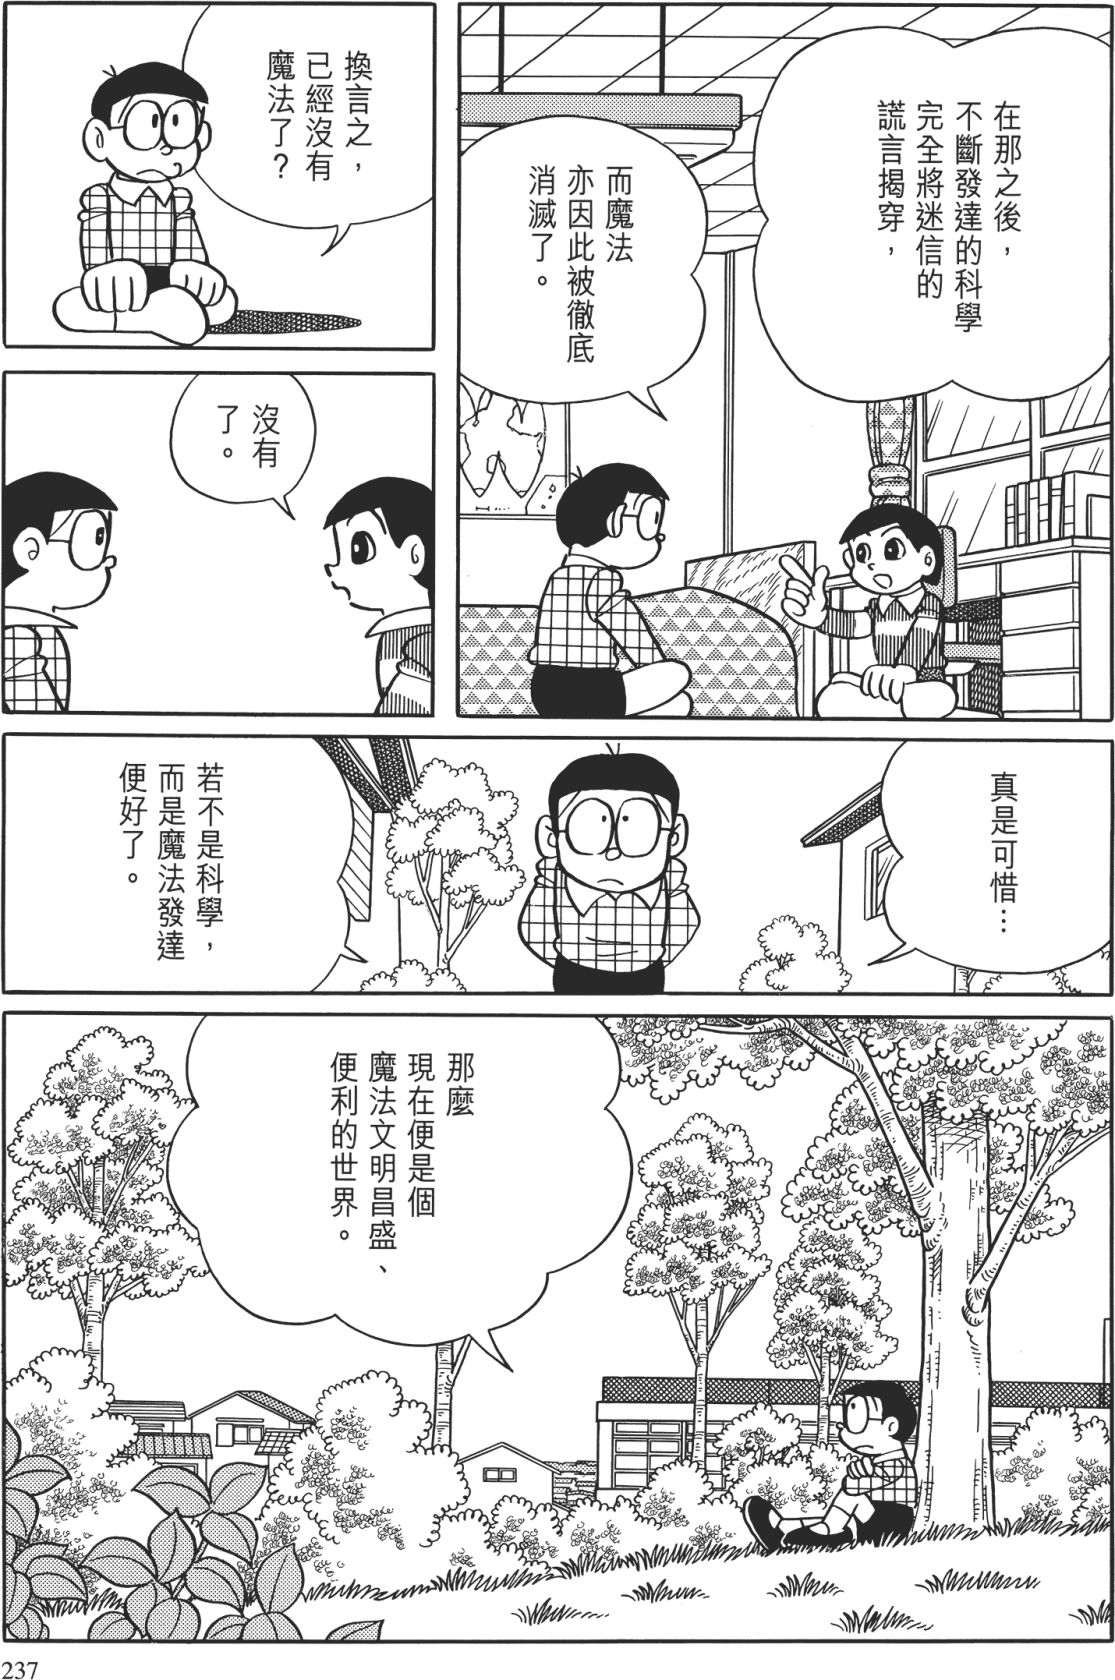 在那之後，
不斷發達的科學
完全將迷信的
謊言揭穿，
而魔法
亦因此被徹底
消滅了。
換言之，
已經沒有
魔法了？
沒有
了。
真是可惜…
若不是科學，
而是魔法發達
便好了。
那麼
現在便是個
魔法文明昌盛、
便利的世界。
237